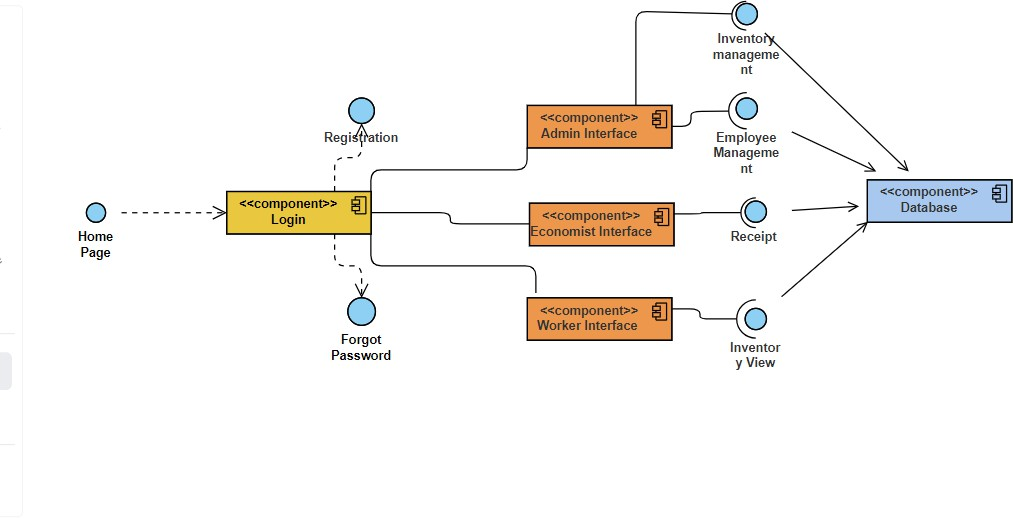 Inventory
manageme
nt
Registration
<<component>>
Admin Interface
Employee
Manageme
nt
<<component>>
Database
<<component>>
Login
<<component>>
Economist Interface
Receipt
Home
Page
<<component>>
Worker Interface
Forgot
Password
Inventor
y View